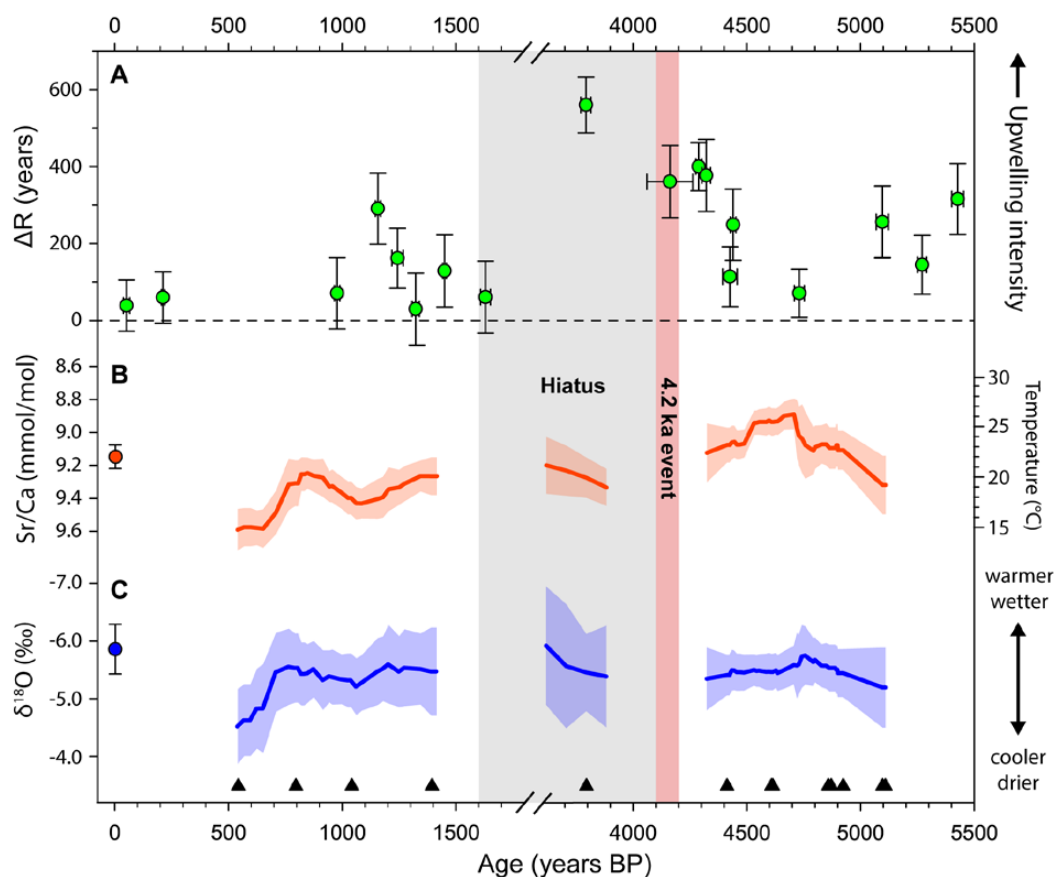 0 500 1000 1500 4000 4500 5000 5500
A
600
400
200
0
ΔR (years)
Upwelling intensity
B
8.6
8.8
9.0
9.2
9.4
9.6
Sr/Ca (mmol/mol)
Hiatus
4.2 ka event
30
25
20
15
Temperature (°C)
C
-7.0
-6.0
-5.0
-4.0
δ¹⁸O (‰)
warmer
wetter
cooler
drier
0 500 1000 1500 4000 4500 5000 5500
Age (years BP)